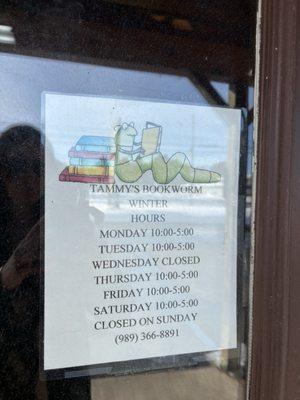 TAMMY'S BOOKWORM
WINTER
HOURS
MONDAY 10:00-5:00
TUESDAY 10:00-5:00
WEDNESDAY CLOSED
THURSDAY 10:00-5:00
FRIDAY 10:00-5:00
SATURDAY 10:00-5:00
CLOSED ON SUNDAY
(989) 366-8891